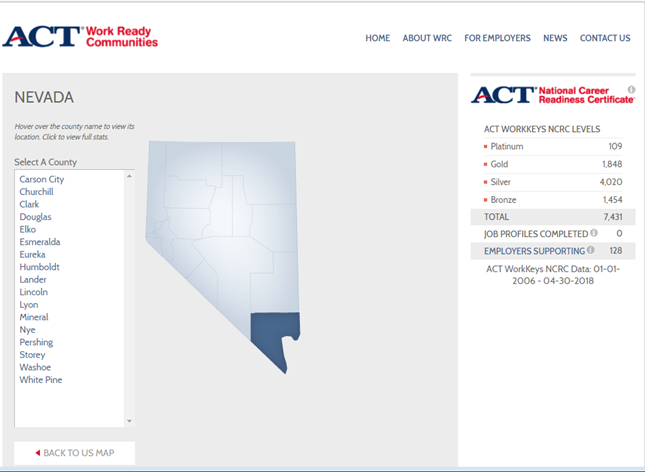 ACT® Work Ready
Communities
HOME ABOUT WRC FOR EMPLOYERS NEWS CONTACT US
NEVADA
Hover over the county name to view its
location. Click to view full stats.
Select A County
Carson City
Churchill
Clark
Douglas
Elko
Esmeralda
Eureka
Humboldt
Lander
Lincoln
Lyon
Mineral
Nye
Pershing
Storey
Washoe
White Pine
BACK TO US MAP
ACT® National Career
Readiness Certificate®
ACT WORKKEYS NCRC LEVELS
Platinum 109
Gold 1,848
Silver 4,020
Bronze 1,454
TOTAL 7,431
JOB PROFILES COMPLETED i 0
EMPLOYERS SUPPORTING i 128
ACT WorkKeys NCRC Data: 01-01-
2006 - 04-30-2018